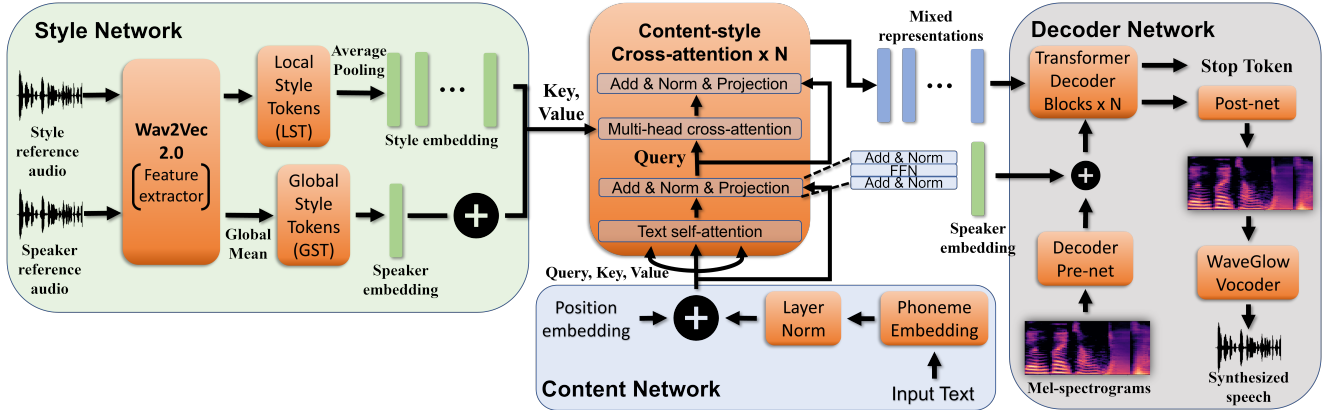 Style Network
Style
reference
audio
Speaker reference
audio
Wav2Vec
2.0
Feature
extractor
Local
Style
Tokens
(LST)
Average
Pooling
...
Style embedding
Global
Mean
Global
Style
Tokens
(GST)
Speaker
embedding
+
Key,
Value
Content-style
Cross-attention x N
Add & Norm & Projection
Multi-head cross-attention
Query
Add & Norm & Projection
Text self-attention
Query, Key, Value
Add & Norm
FFN
Add & Norm
Mixed
representations
...
Speaker
embedding
Position
embedding
+
Layer
Norm
Phoneme
Embedding
Input Text
Content Network
Decoder Network
Transformer
Decoder
Blocks x N
Stop Token
Post-net
+
Decoder
Pre-net
Mel-spectrograms
WaveGlow
Vocoder
Synthesized
speech